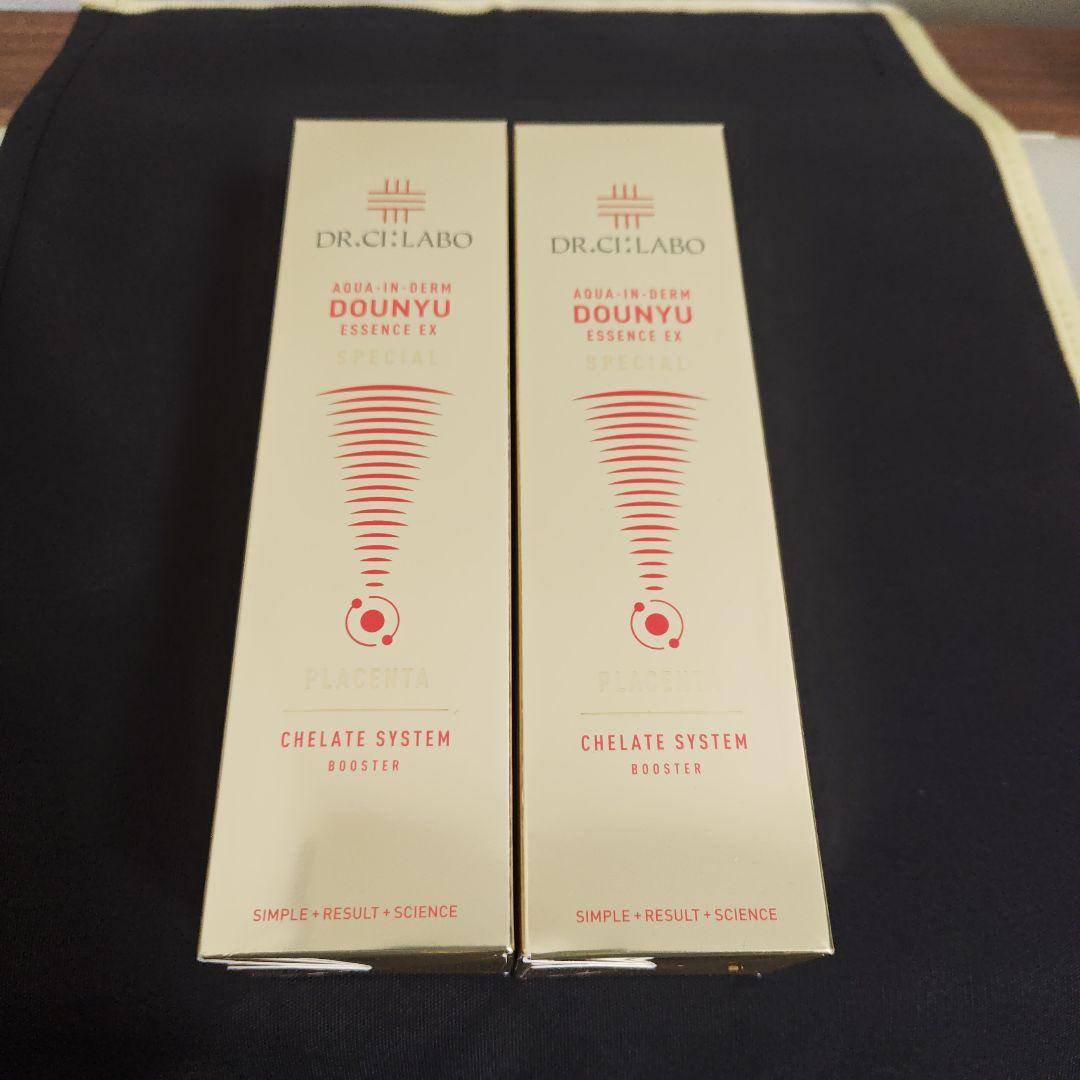 DR.CI:LABO
AQUA-IN-DERM
DOUNYU
ESSENCE EX
SPECIAL
PLACENTA
CHELATE SYSTEM
BOOSTER
SIMPLE + RESULT + SCIENCE
DR.CI:LABO
AQUA-IN-DERM
DOUNYU
ESSENCE EX
SPECIAL
PLACENTA
CHELATE SYSTEM
BOOSTER
SIMPLE + RESULT + SCIENCE